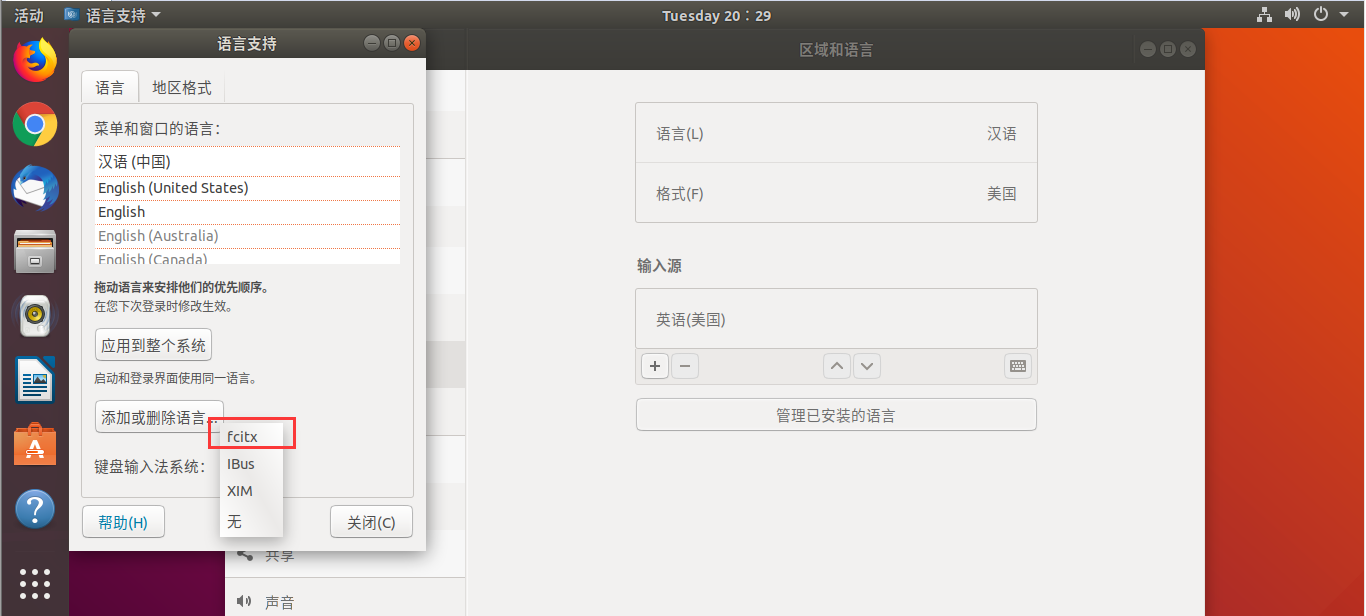 活动
语言支持
Tuesday 20：29
语言支持
语言
地区格式
菜单和窗口的语言：
汉语 (中国)
English (United States)
English
English (Australia)
English (Canada)
拖动语言来安排他们的优先顺序。
在您下次登录时修改生效。
应用到整个系统
启动和登录界面使用同一语言。
添加或删除语言...
键盘输入法系统：
fcitx
IBus
XIM
无
帮助(H)
关闭(C)
共享
声音
区域和语言
语言(L)
汉语
格式(F)
美国
输入源
英语(美国)
管理已安装的语言